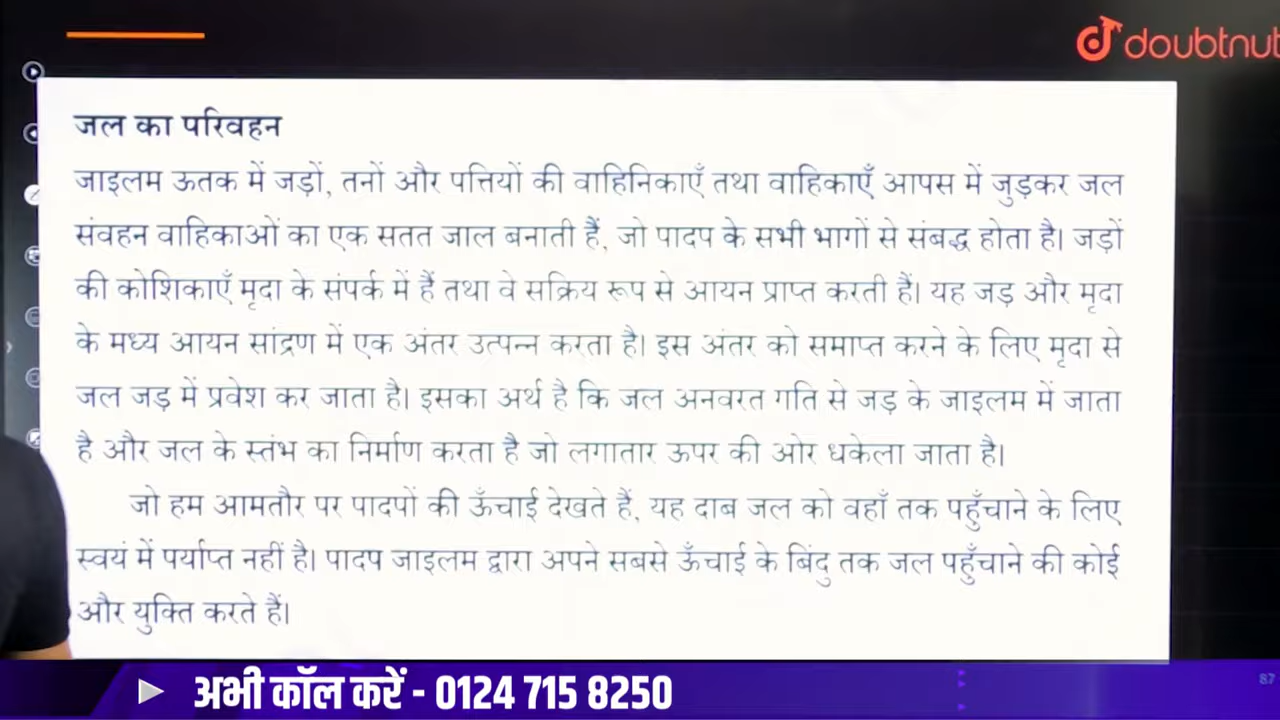 doubtnut
जल का परिवहन
जाइलम ऊतक में जड़ों, तनों और पत्तियों की वाहिनिकाएँ तथा वाहिकाएँ आपस में जुड़कर जल
संवहन वाहिकाओं का एक सतत जाल बनाती हैं, जो पादप के सभी भागों से संबद्ध होता है। जड़ों
की कोशिकाएँ मृदा के संपर्क में हैं तथा वे सक्रिय रूप से आयन प्राप्त करती हैं। यह जड़ और मृदा
के मध्य आयन सांद्रण में एक अंतर उत्पन्न करता है। इस अंतर को समाप्त करने के लिए मृदा से
जल जड़ में प्रवेश कर जाता है। इसका अर्थ है कि जल अनवरत गति से जड़ के जाइलम में जाता
है और जल के स्तंभ का निर्माण करता है जो लगातार ऊपर की ओर धकेला जाता है।
जो हम आमतौर पर पादपों की ऊँचाई देखते हैं, यह दाब जल को वहाँ तक पहुँचाने के लिए
स्वयं में पर्याप्त नहीं है। पादप जाइलम द्वारा अपने सबसे ऊँचाई के बिंदु तक जल पहुँचाने की कोई
और युक्ति करते हैं।
अभी कॉल करें - 0124 715 8250
87